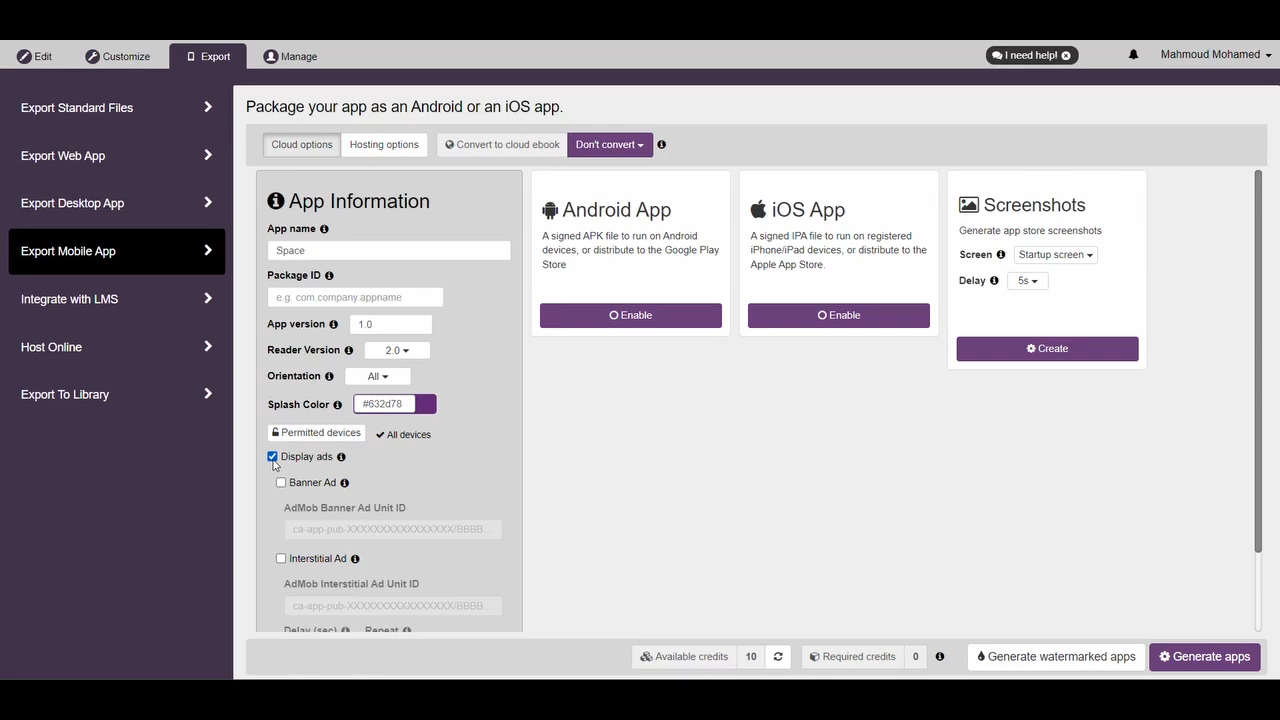 Edit
Customize
Export
Manage
I need help!
Mahmoud Mohamed
Export Standard Files
Export Web App
Export Desktop App
Export Mobile App
Integrate with LMS
Host Online
Export To Library
Package your app as an Android or an iOS app.
Cloud options
Hosting options
Convert to cloud ebook
Don't convert
App Information
App name
Space
Package ID
e.g. com.company.appname
App version
1.0
Reader Version
2.0
Orientation
All
Splash Color
#632d78
Permitted devices
All devices
Display ads
Banner Ad
AdMob Banner Ad Unit ID
ca-app-pub-XXXXXXXXXXXXXXXX/BBBB...
Interstitial Ad
AdMob Interstitial Ad Unit ID
ca-app-pub-XXXXXXXXXXXXXXXX/BBBB...
Delay (sec)
Repeat
Android App
A signed APK file to run on Android
devices, or distribute to the Google Play
Store
Enable
iOS App
A signed IPA file to run on registered
iPhone/iPad devices, or distribute to the
Apple App Store.
Enable
Screenshots
Generate app store screenshots
Screen
Startup screen
Delay
5s
Create
Available credits
10
Required credits
0
Generate watermarked apps
Generate apps